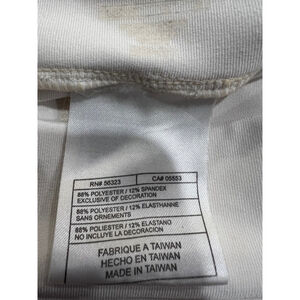 RN# 56323 CA# 05553
88% POLYESTER / 12% SPANDEX
EXCLUSIVE OF DECORATION
88% POLYESTER / 12% ELASTHANNE
SANS ORNEMENTS
88% POLYESTER / 12% ELASTANO
NO INCLUYE LA DECORACION
FABRIQUE A TAIWAN
HECHO EN TAIWAN
MADE IN TAIWAN